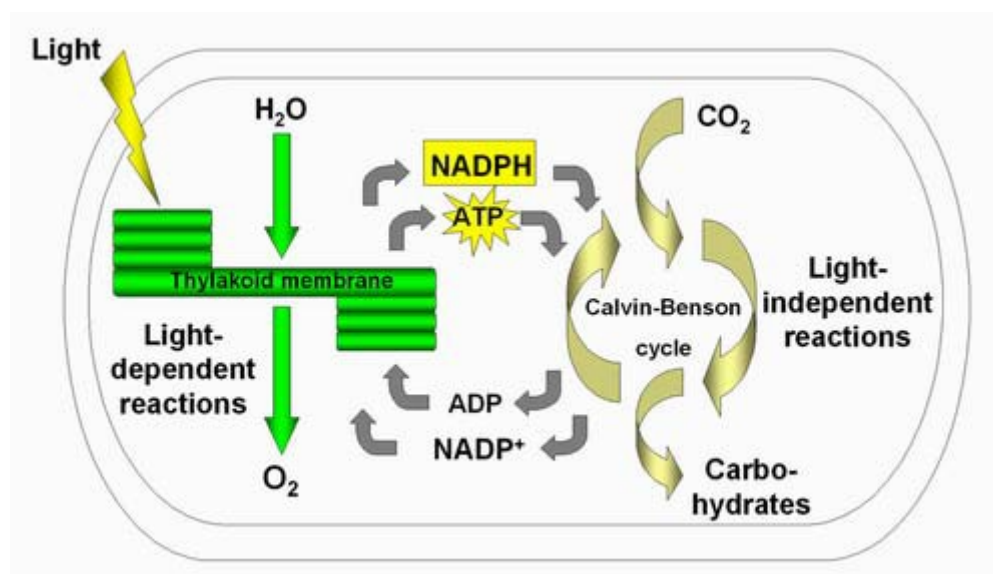 Light
H₂O
NADPH
CO₂
ATP
Thylakoid membrane
Light-
dependent
reactions
Calvin-Benson
cycle
Light-
independent
reactions
ADP
NADP⁺
O₂
Carbo-
hydrates